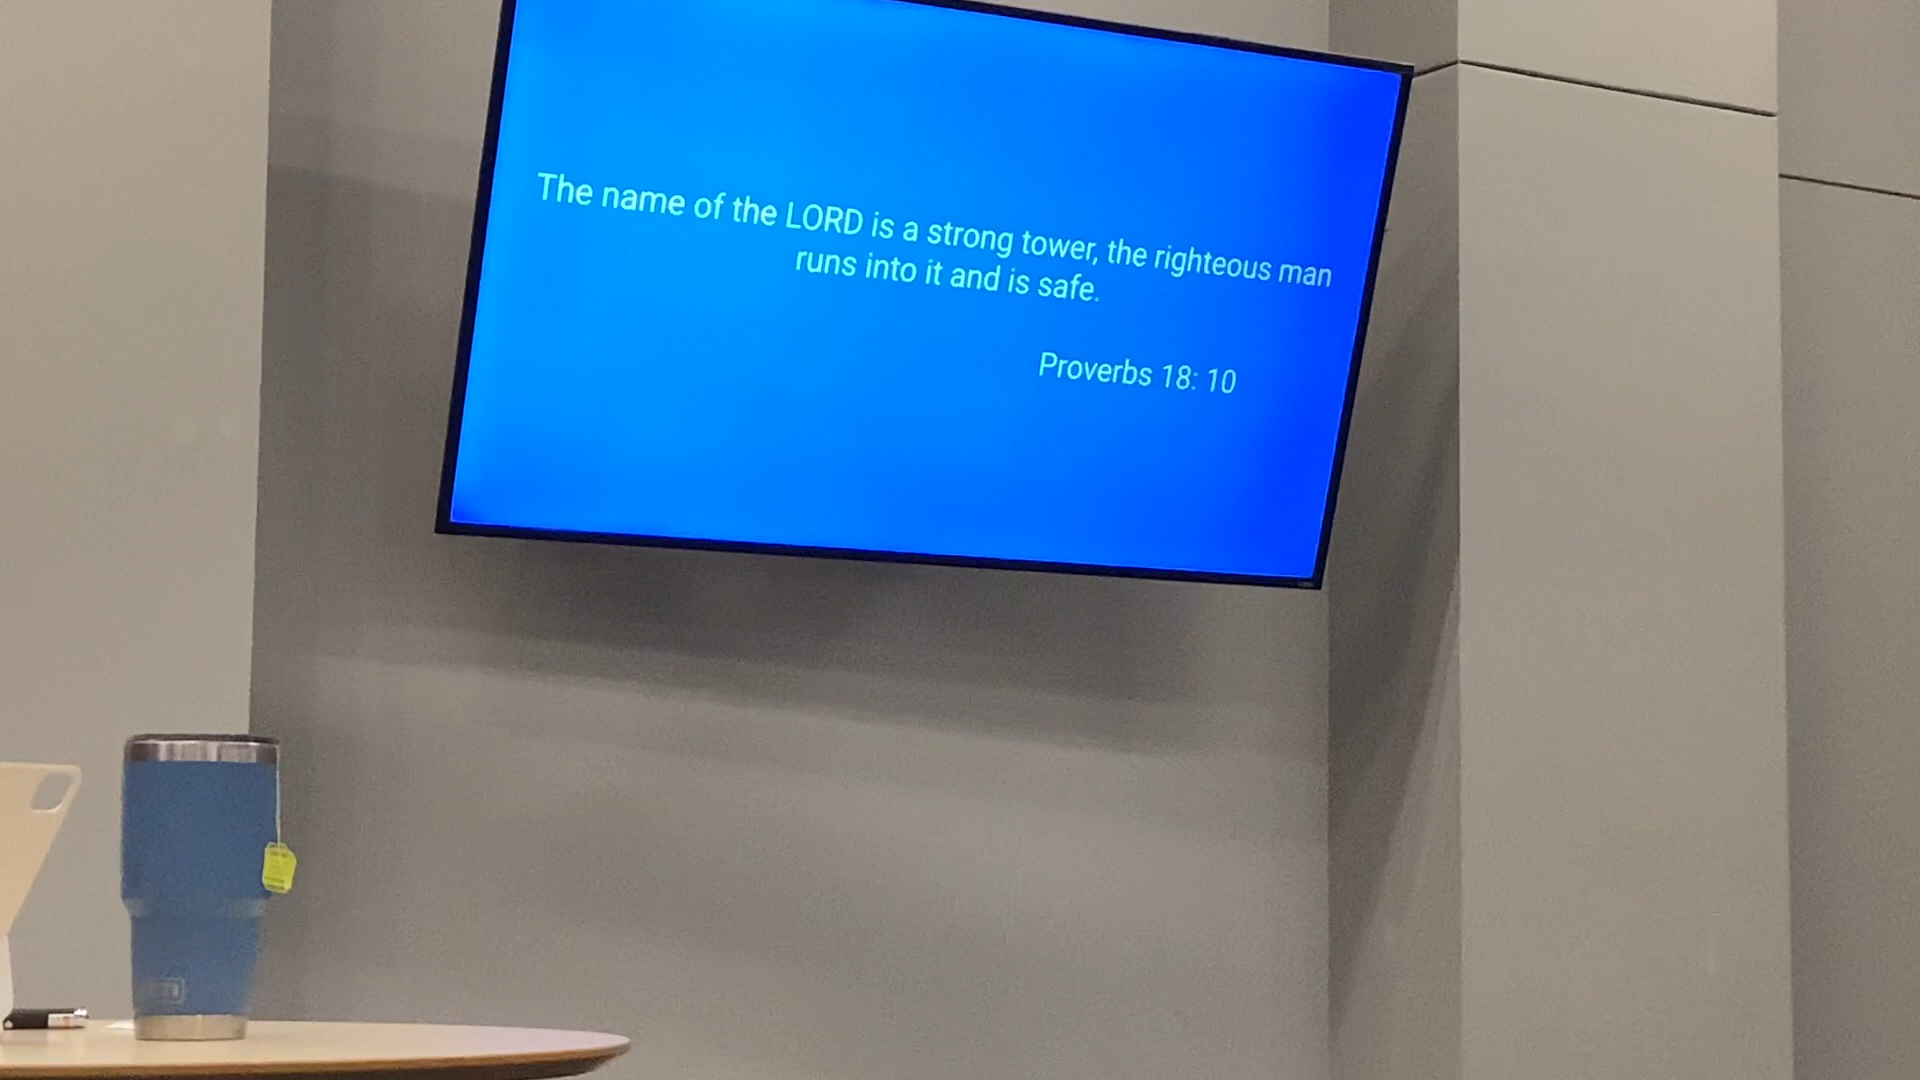 The name of the LORD is a strong tower, the righteous man
runs into it and is safe.
Proverbs 18: 10